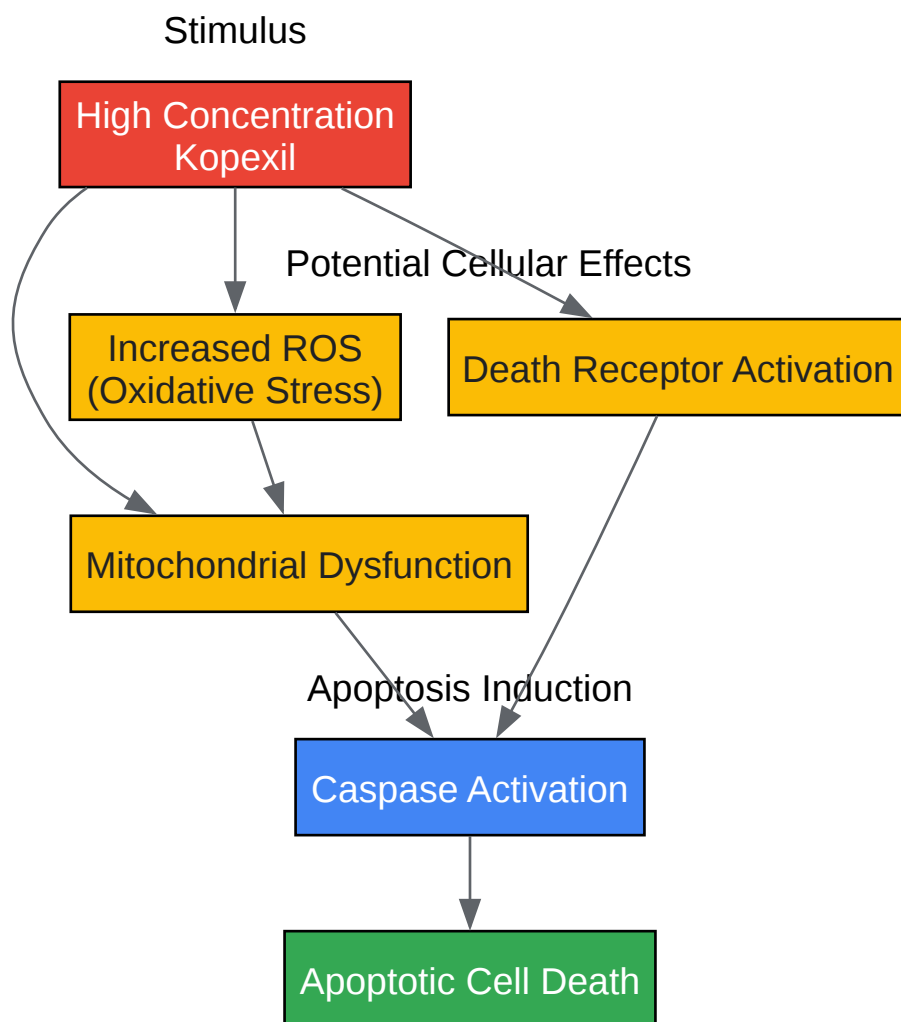 Stimulus
High Concentration
Kopexil
Potential Cellular Effects
Increased ROS
(Oxidative Stress)
Death Receptor Activation
Mitochondrial Dysfunction
Apoptosis Induction
Caspase Activation
Apoptotic Cell Death